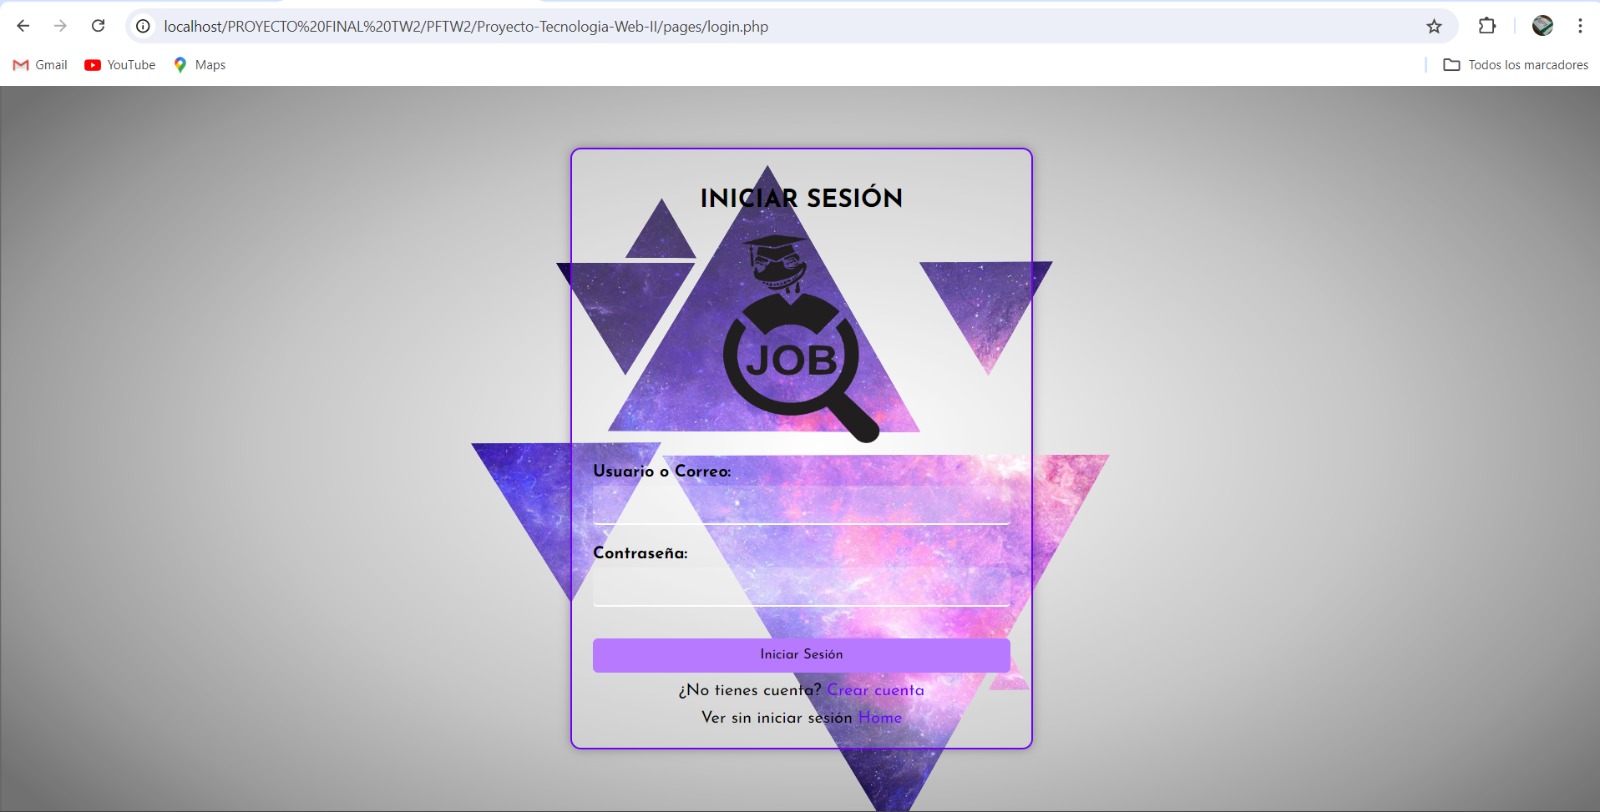 localhost/PROYECTO%20FINAL%20TW2/PFTW2/Proyecto-Tecnologia-Web-II/pages/login.php
Gmail YouTube Maps Todos los marcadores
INICIAR SESIÓN
JOB
Usuario o Correo:
Contraseña:
Iniciar Sesión
¿No tienes cuenta? Crear cuenta
Ver sin iniciar sesión Home